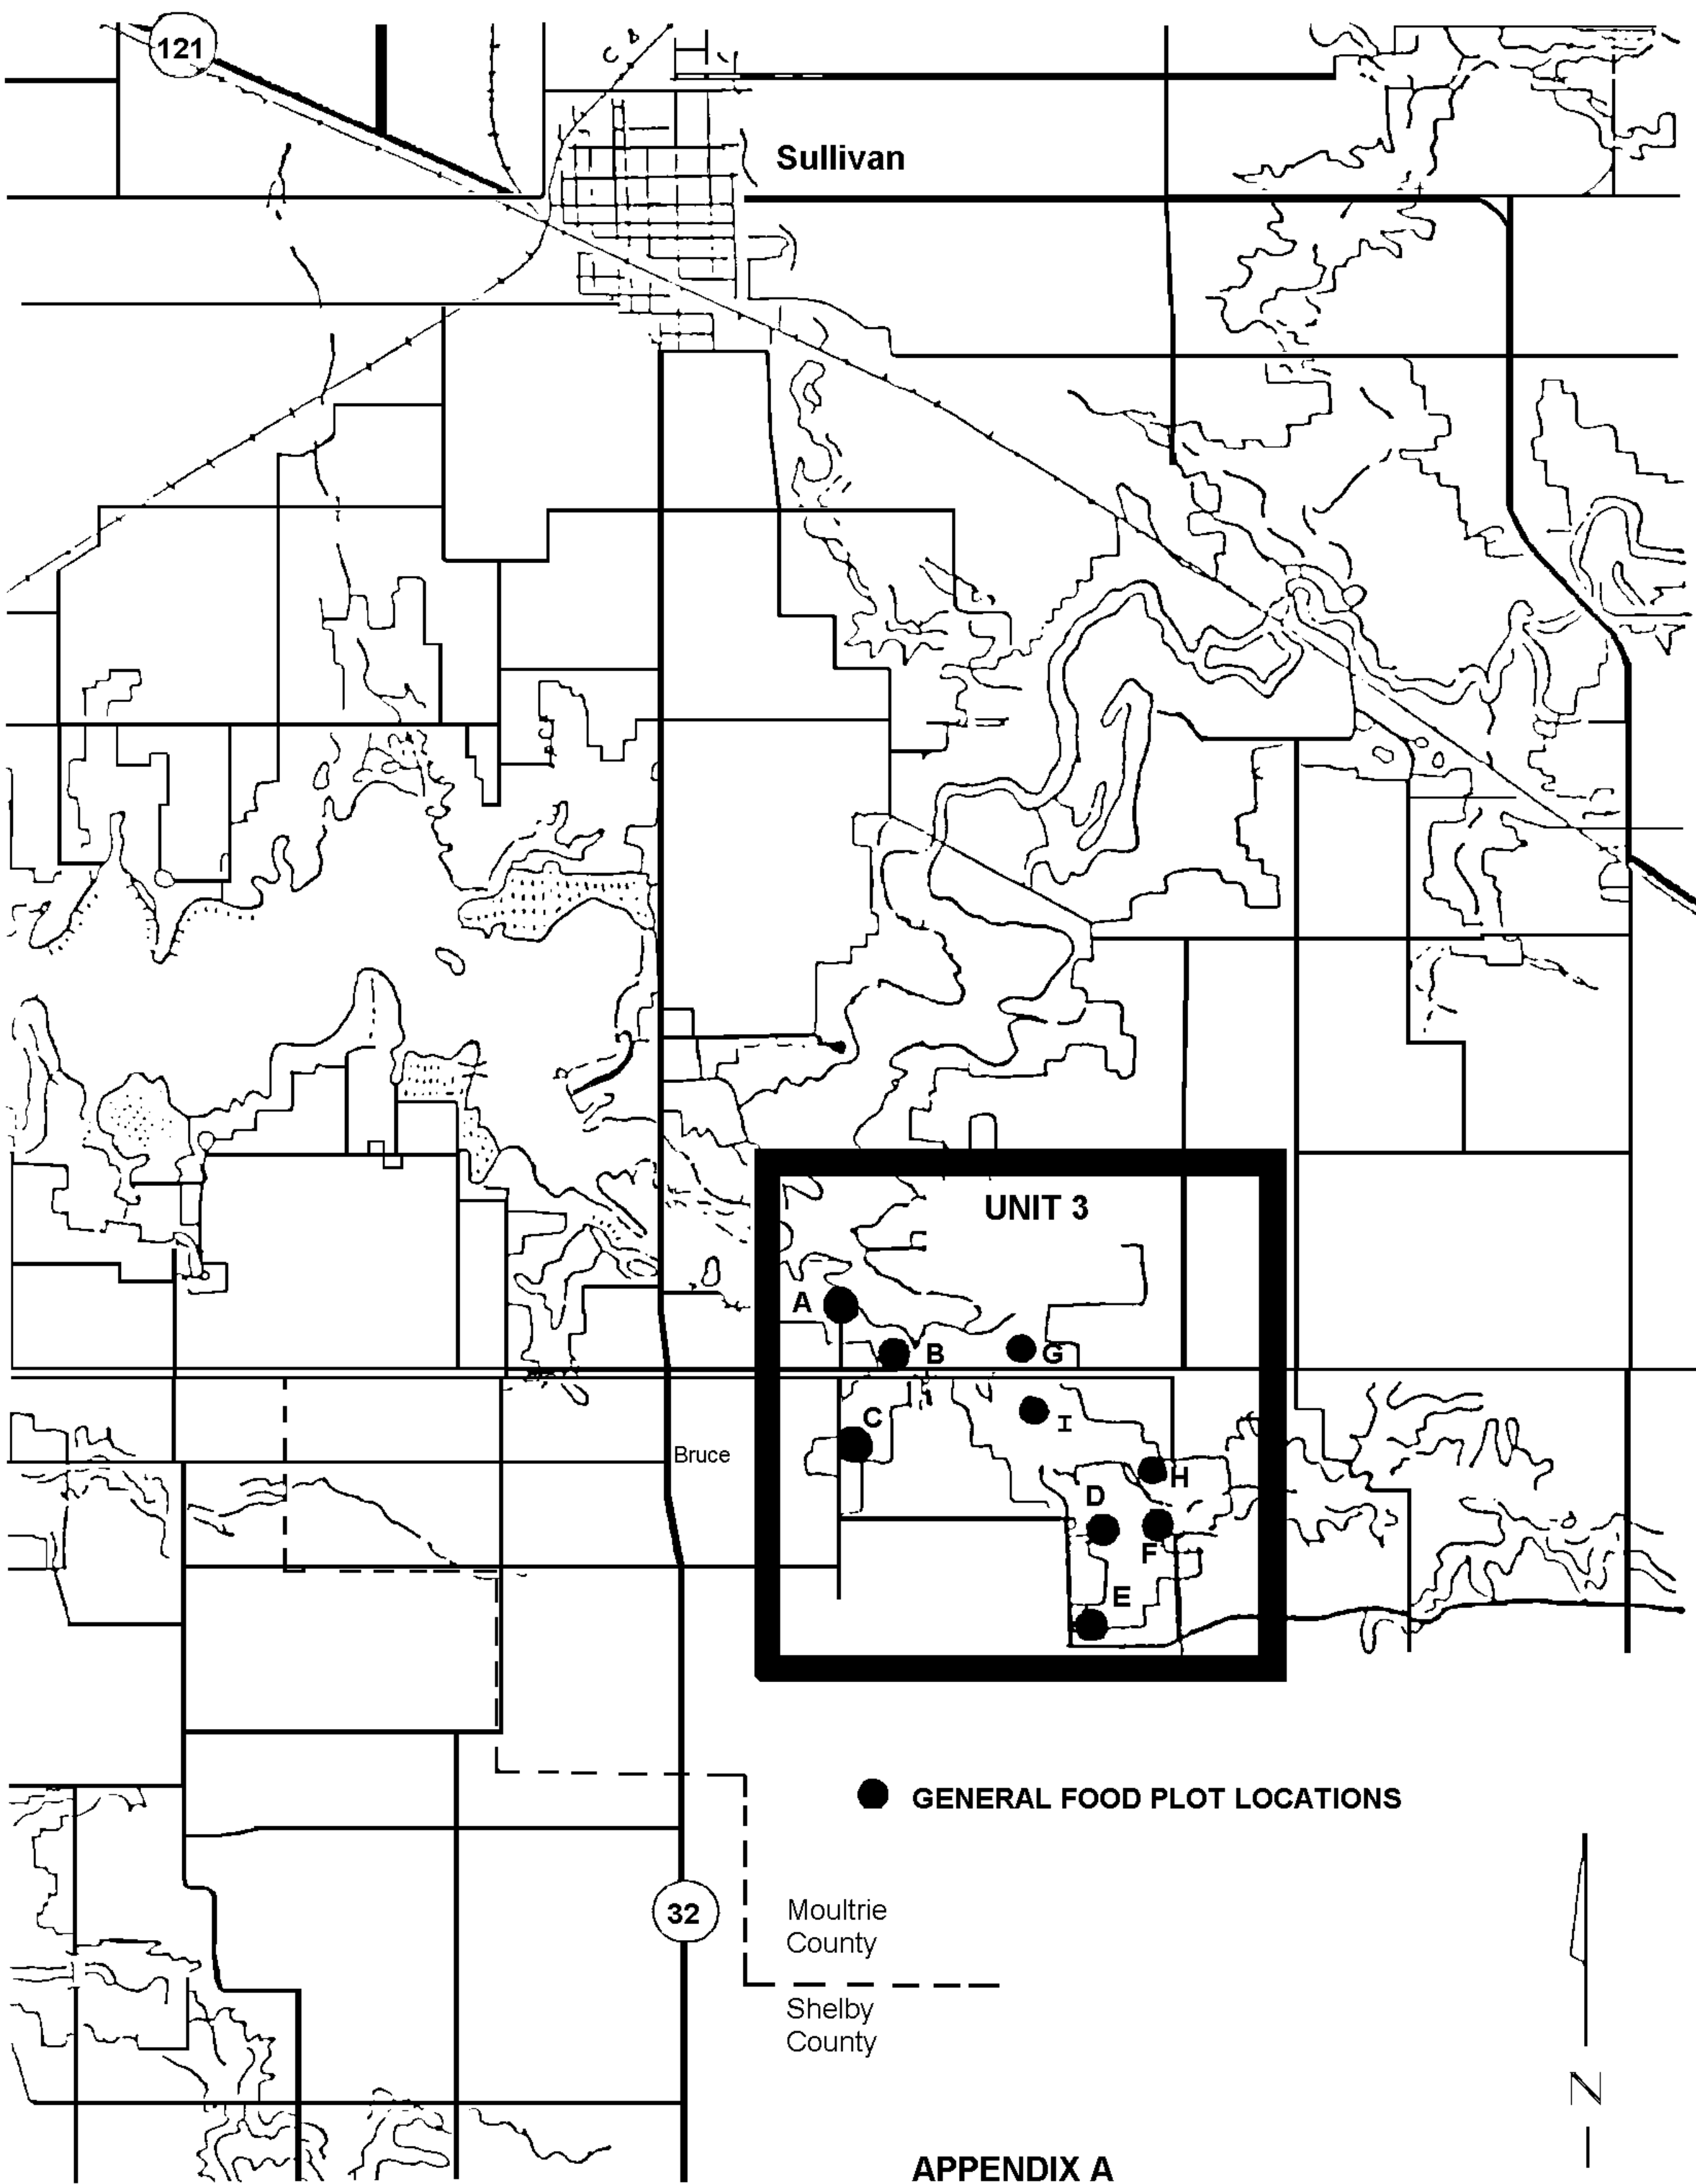 121
C &
Sullivan
UNIT 3
A
B
G
C
I
Bruce
H
D
F
E
GENERAL FOOD PLOT LOCATIONS
32
Moultrie
County
Shelby
County
N
APPENDIX A